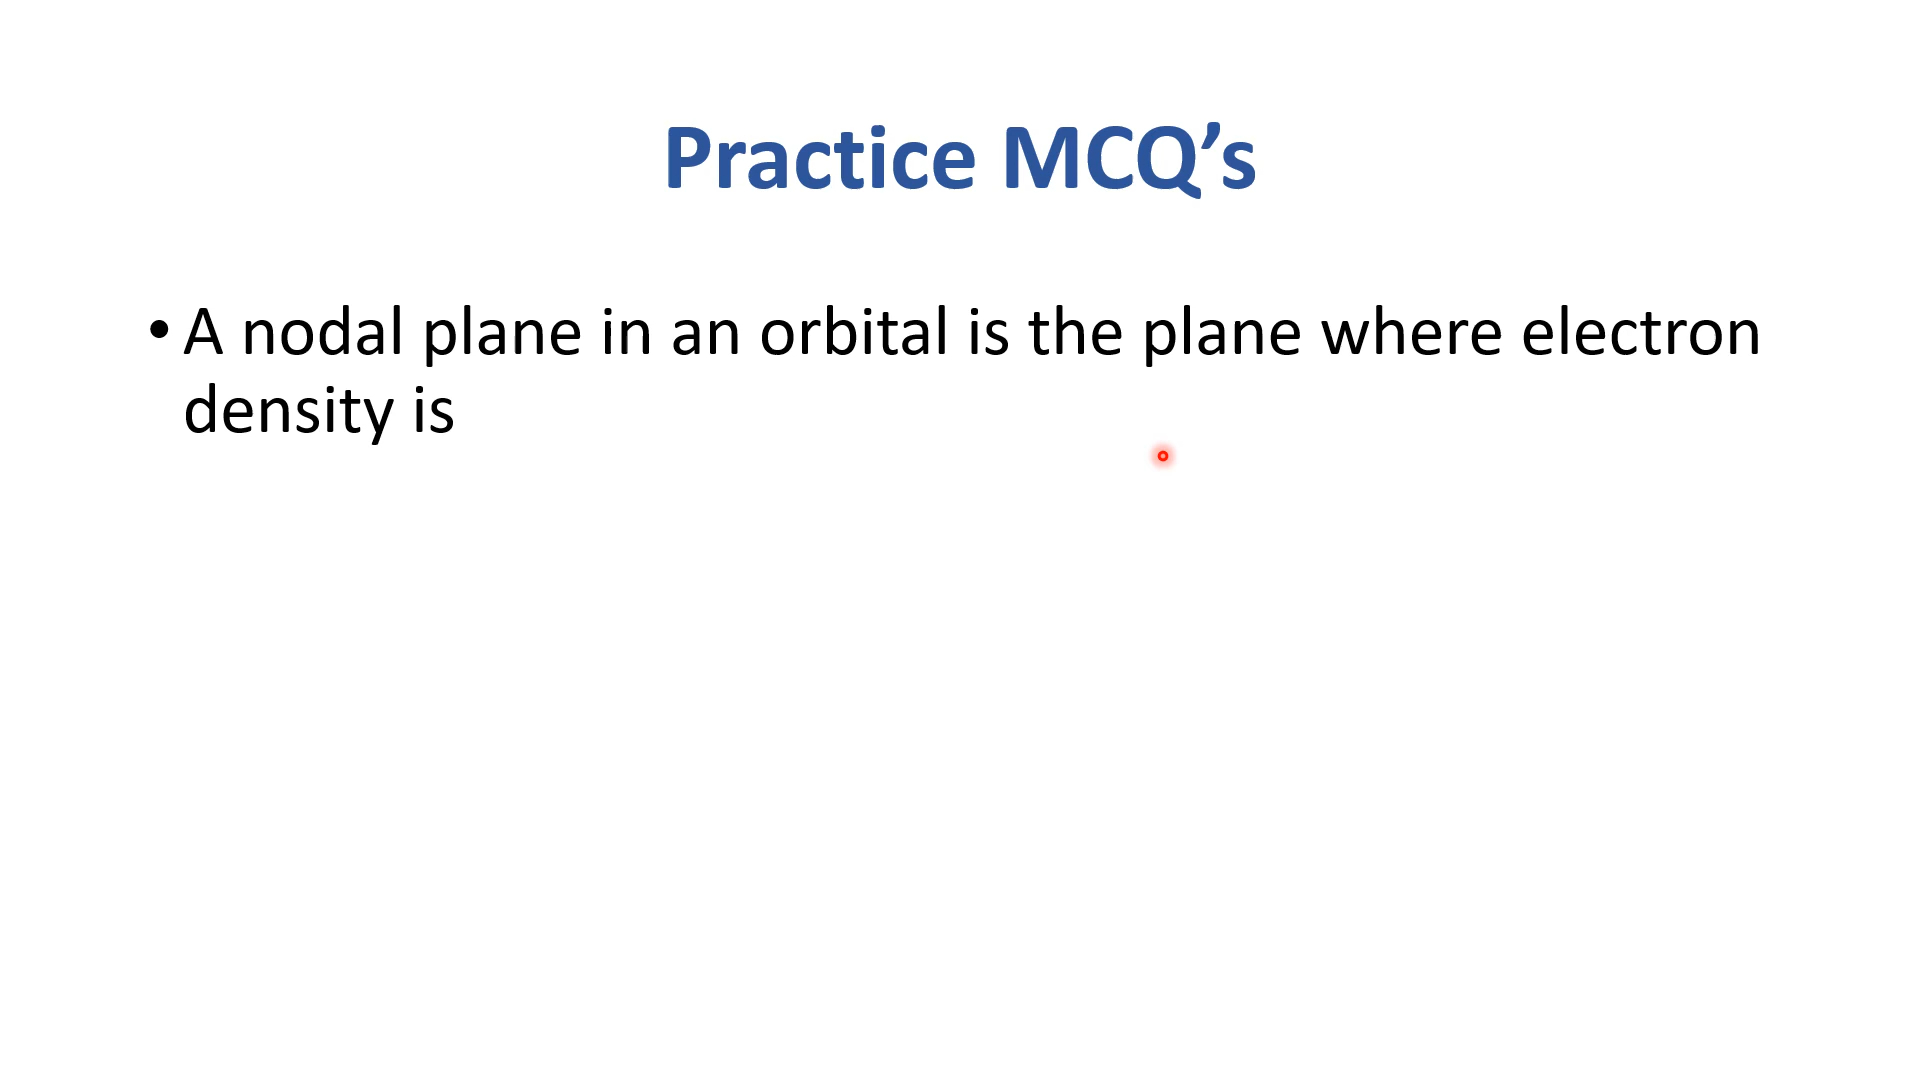 Practice MCQ’s
• A nodal plane in an orbital is the plane where electron
density is